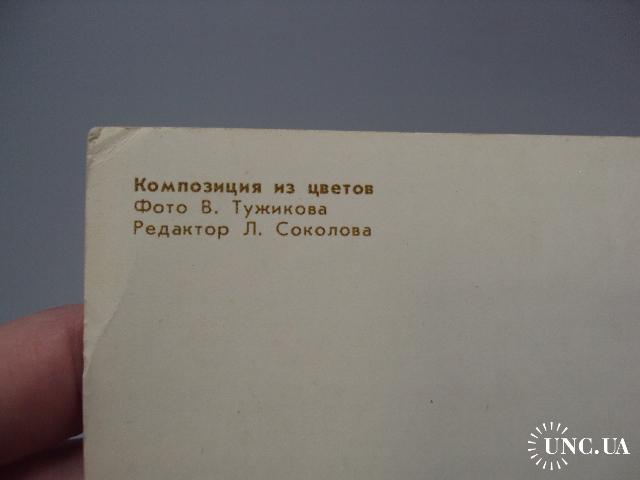 Композиция из цветов
Фото В. Тужикова
Редактор Л. Соколова
UNC.UA